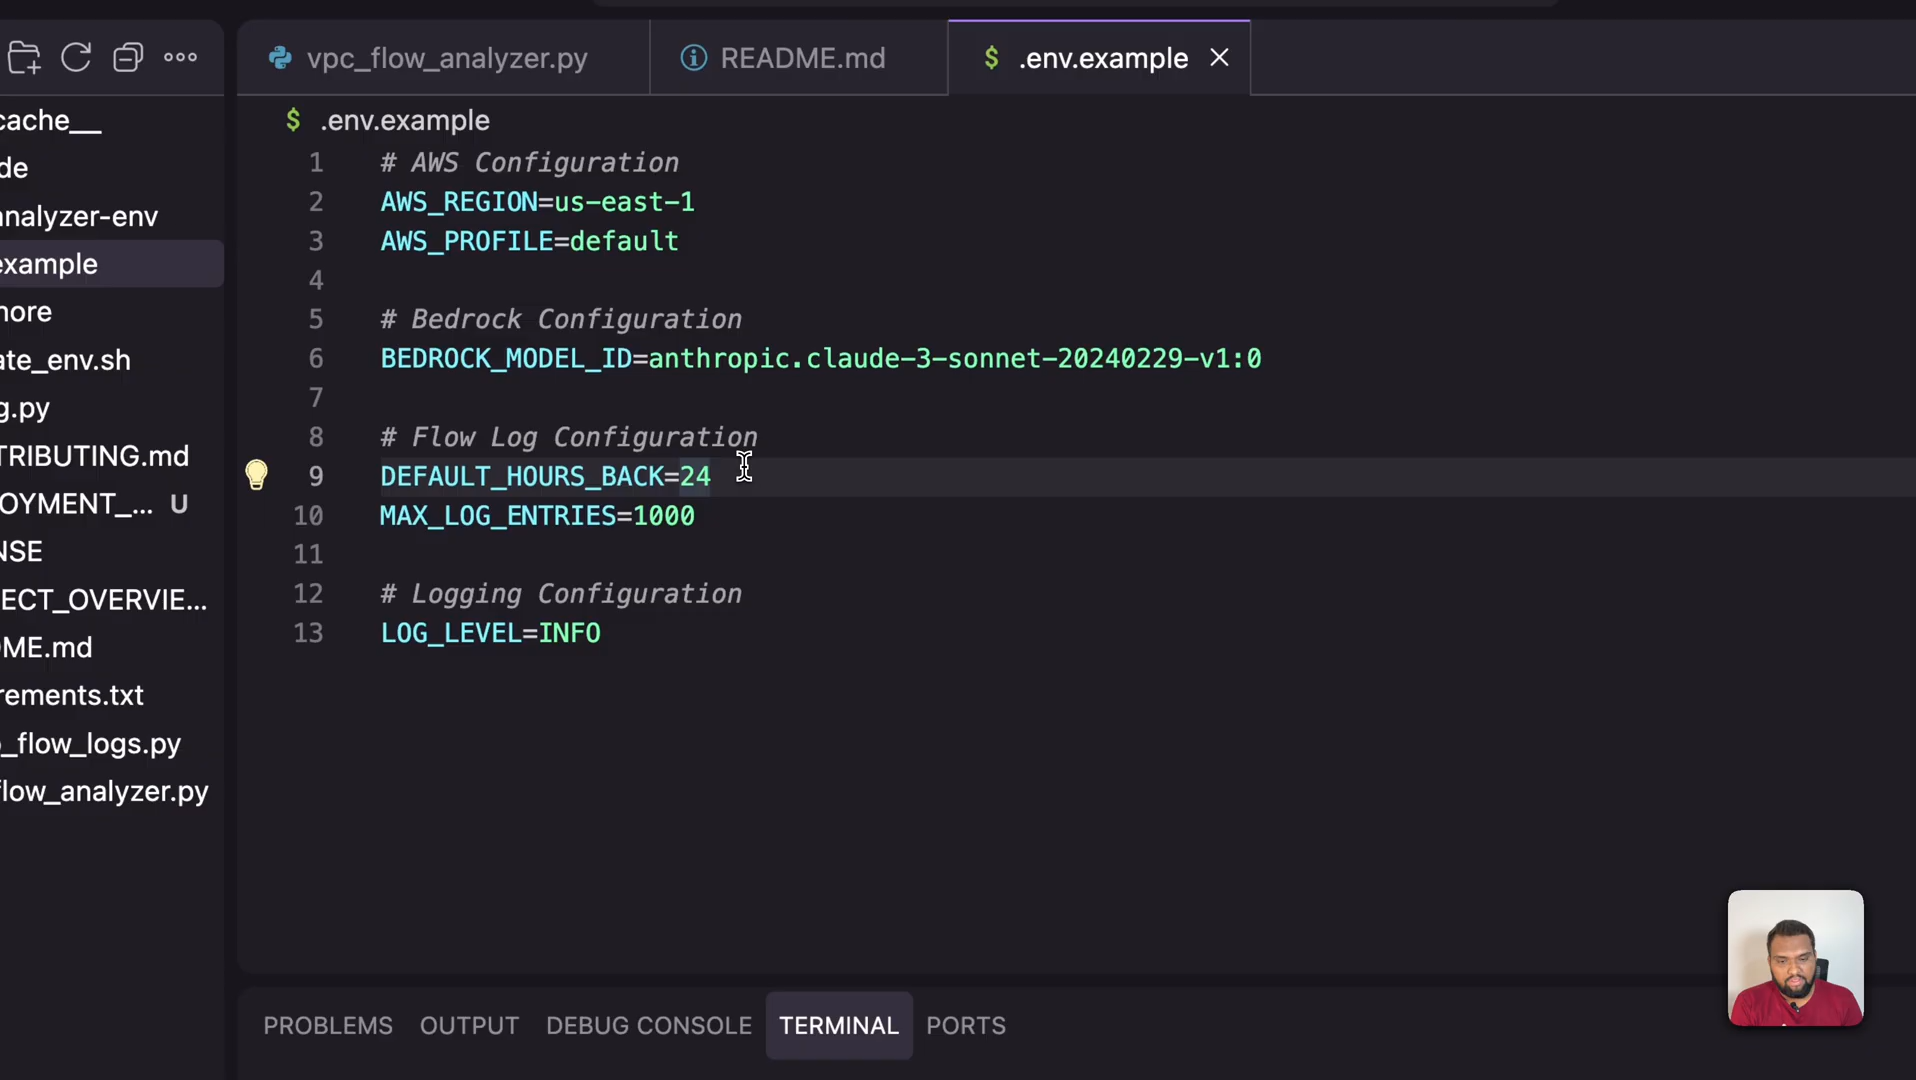 vpc_flow_analyzer.py
README.md
.env.example
cache__
de
analyzer-env
example
nore
ate_env.sh
g.py
TRIBUTING.md
OYMENT_... U
NSE
ECT_OVERVIE...
ME.md
rements.txt
_flow_logs.py
flow_analyzer.py
$ .env.example
1 # AWS Configuration
2 AWS_REGION=us-east-1
3 AWS_PROFILE=default
4
5 # Bedrock Configuration
6 BEDROCK_MODEL_ID=anthropic.claude-3-sonnet-20240229-v1:0
7
8 # Flow Log Configuration
9 DEFAULT_HOURS_BACK=24
10 MAX_LOG_ENTRIES=1000
11
12 # Logging Configuration
13 LOG_LEVEL=INFO
PROBLEMS OUTPUT DEBUG CONSOLE TERMINAL PORTS